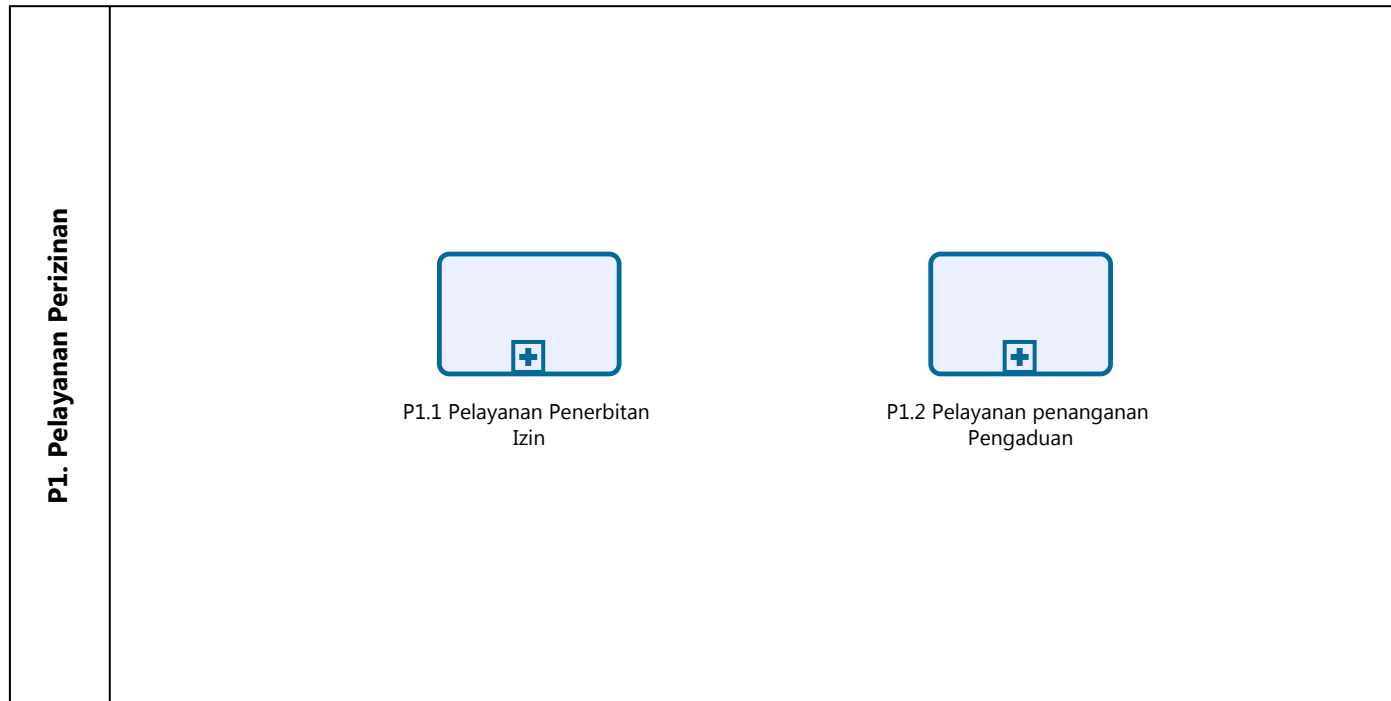 P1. Pelayanan Perizinan
P1.1 Pelayanan Penerbitan
Izin
P1.2 Pelayanan penanganan
Pengaduan